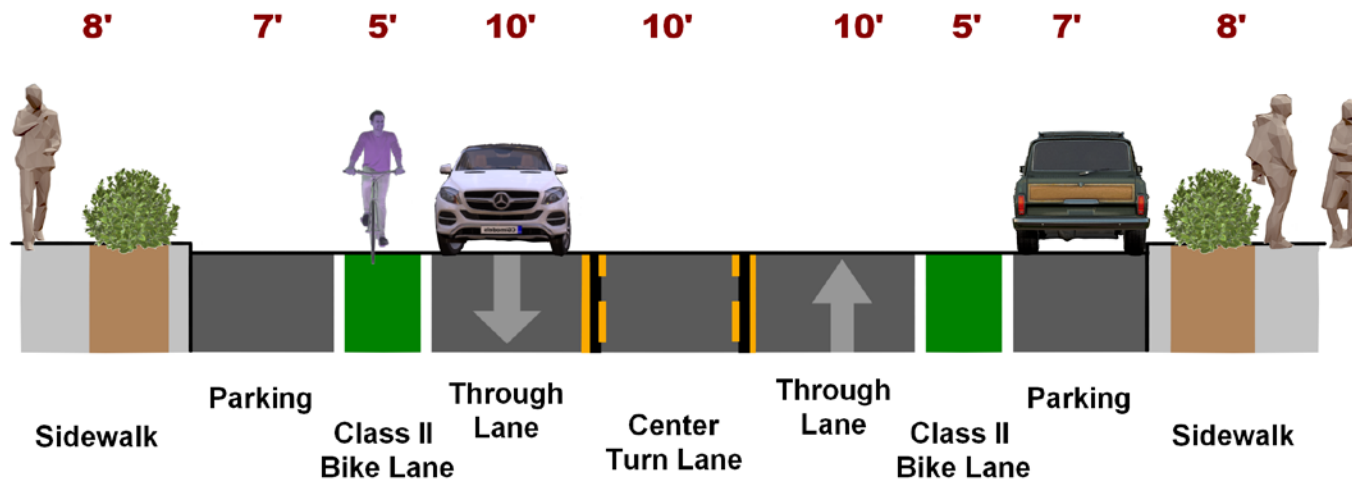 8' 7' 5' 10' 10' 10' 5' 7' 8'
Parking
Through
Lane
Through
Lane
Parking
Sidewalk
Class II
Bike Lane
Center
Turn Lane
Class II
Bike Lane
Sidewalk